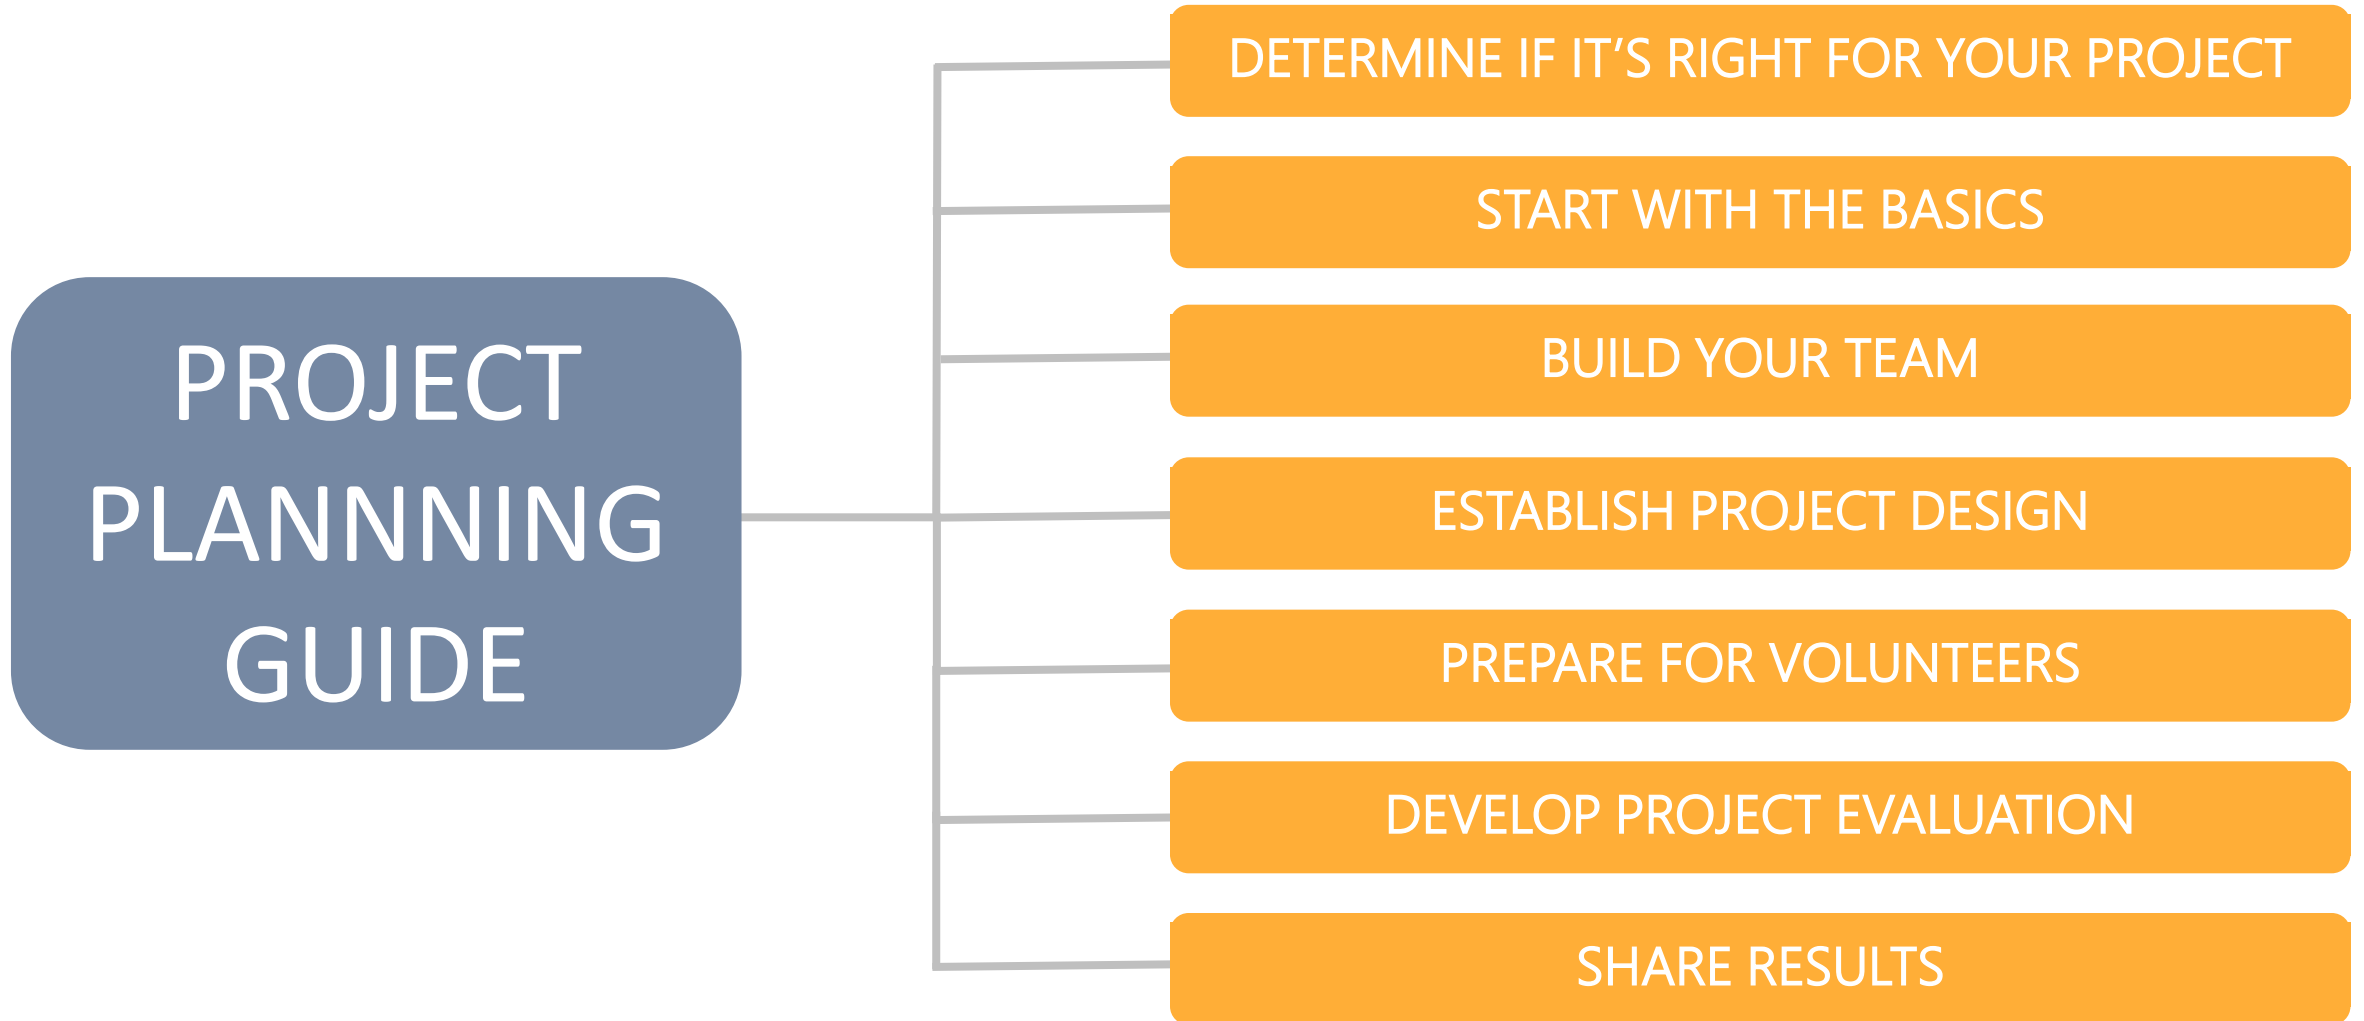 PROJECT
PLANNNING
GUIDE
DETERMINE IF IT’S RIGHT FOR YOUR PROJECT
START WITH THE BASICS
BUILD YOUR TEAM
ESTABLISH PROJECT DESIGN
PREPARE FOR VOLUNTEERS
DEVELOP PROJECT EVALUATION
SHARE RESULTS